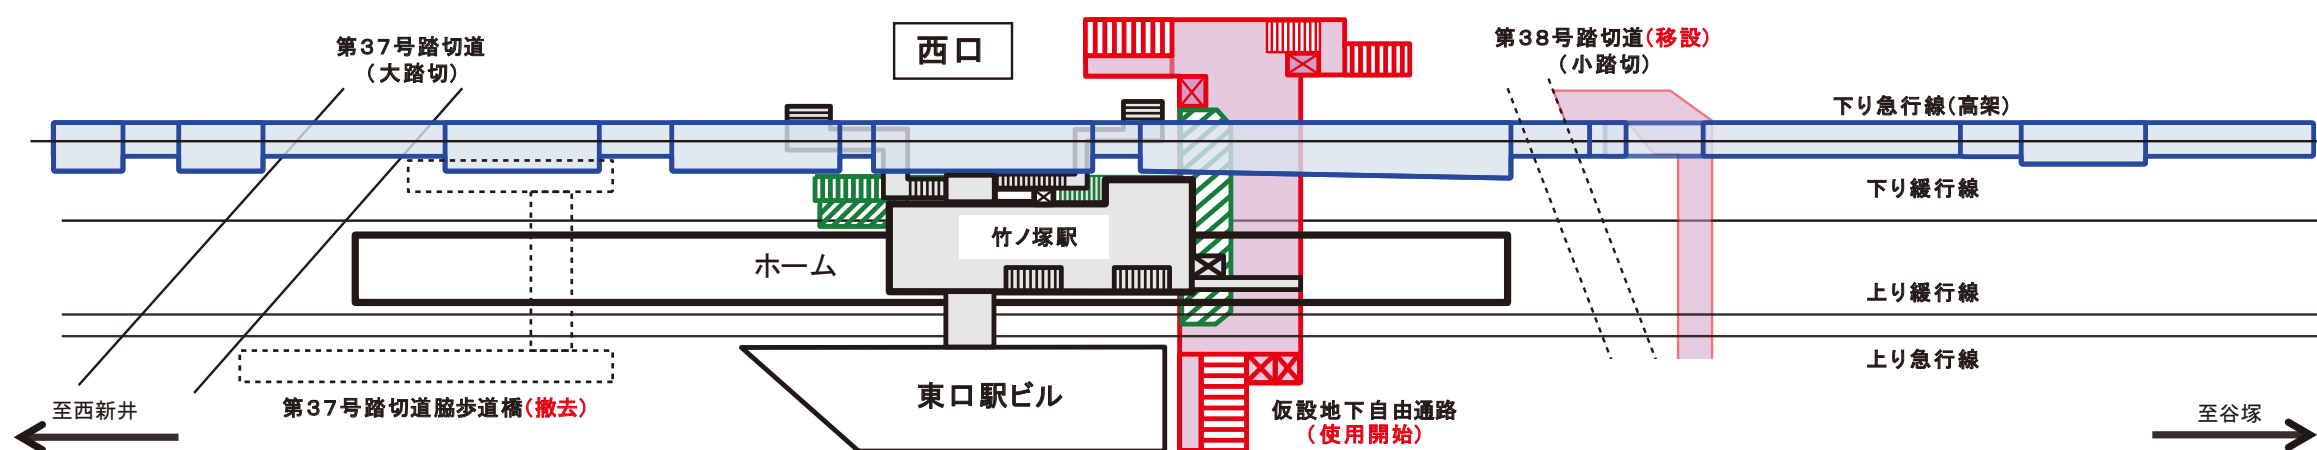 西口
第37号踏切道
（大踏切）
第38号踏切道(移設)
（小踏切）
下り急行線(高架)
下り緩行線
竹ノ塚駅
ホーム
上り緩行線
上り急行線
東口駅ビル
第37号踏切道脇歩道橋(撤去)
仮設地下自由通路
（使用開始）
至西新井
至谷塚